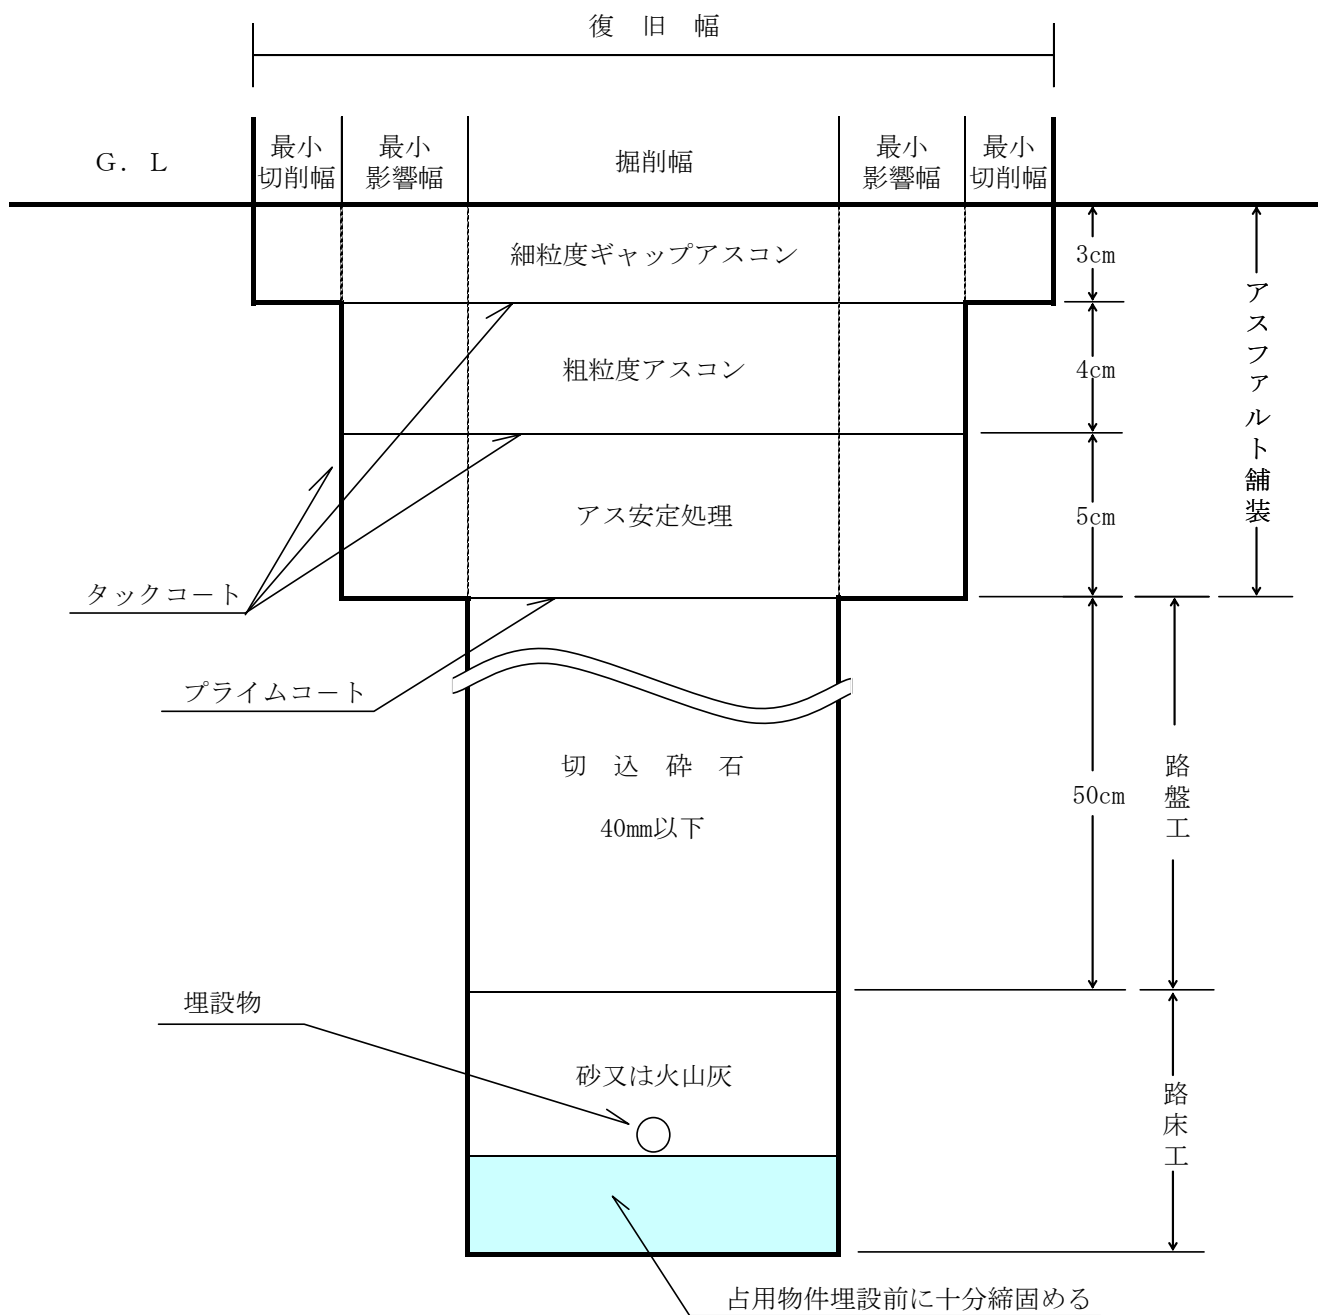 復 旧 幅
G. L
最小
切削幅
最小
影響幅
掘削幅
最小
影響幅
最小
切削幅
細粒度ギャップアスコン
3cm
粗粒度アスコン
4cm
アス安定処理
5cm
アスファルト舗装
タックコート
プライムコート
切 込 砕 石
40mm以下
50cm
路盤工
埋設物
砂又は火山灰
路床工
占用物件埋設前に十分締固める